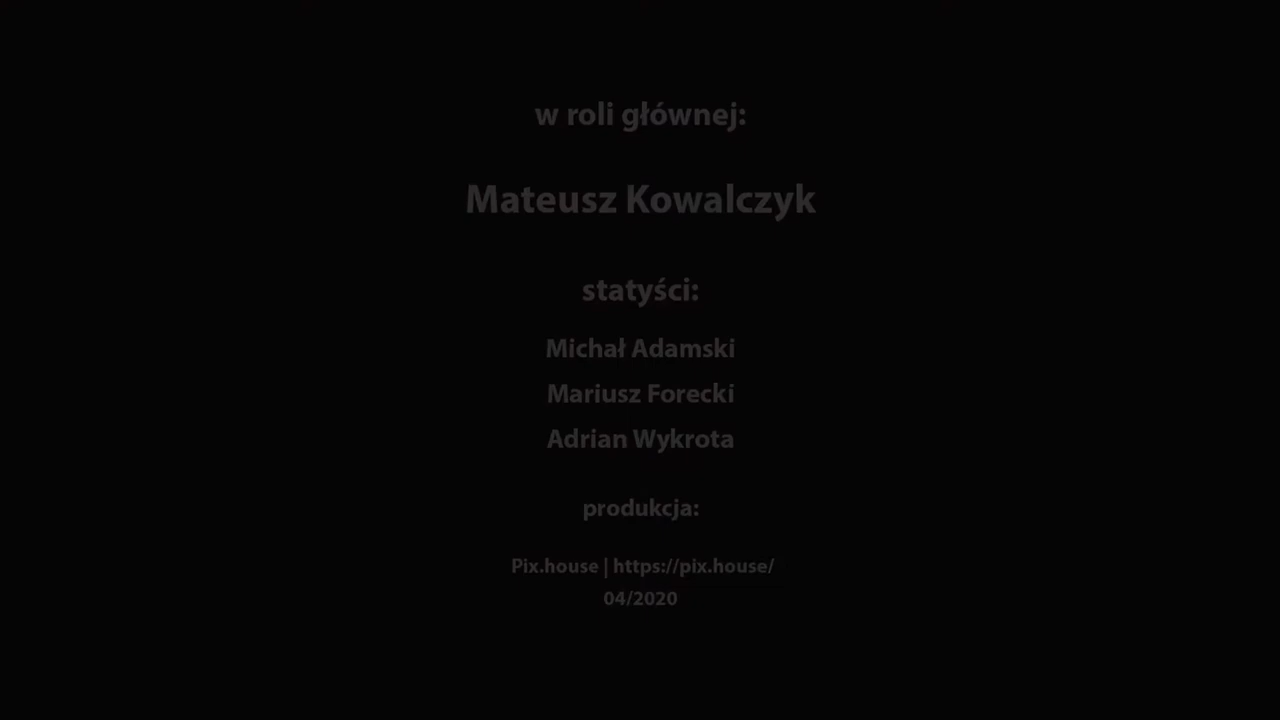 w roli głównej:
Mateusz Kowalczyk
statyści:
Michał Adamski
Mariusz Forecki
Adrian Wykrota
produkcja:
Pix.house | https://pix.house/
04/2020